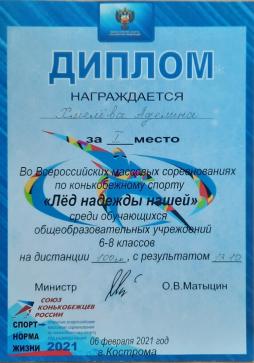 ДИПЛОМ
НАГРАЖДАЕТСЯ
Хмелёва Аделина
за I место
Во Всероссийских массовых соревнованиях
по конькобежному спорту
«Лёд надежды нашей»
среди обучающихся
общеобразовательных учреждений
6-8 классов
на дистанции 100м, с результатом 13.10
Министр О.В.Матыцин
СОЮЗ
КОНЬКОБЕЖЦЕВ
РОССИИ
СПОРТ-
НОРМА
ЖИЗНИ
2021
06 февраля 2021 год
г.Кострома